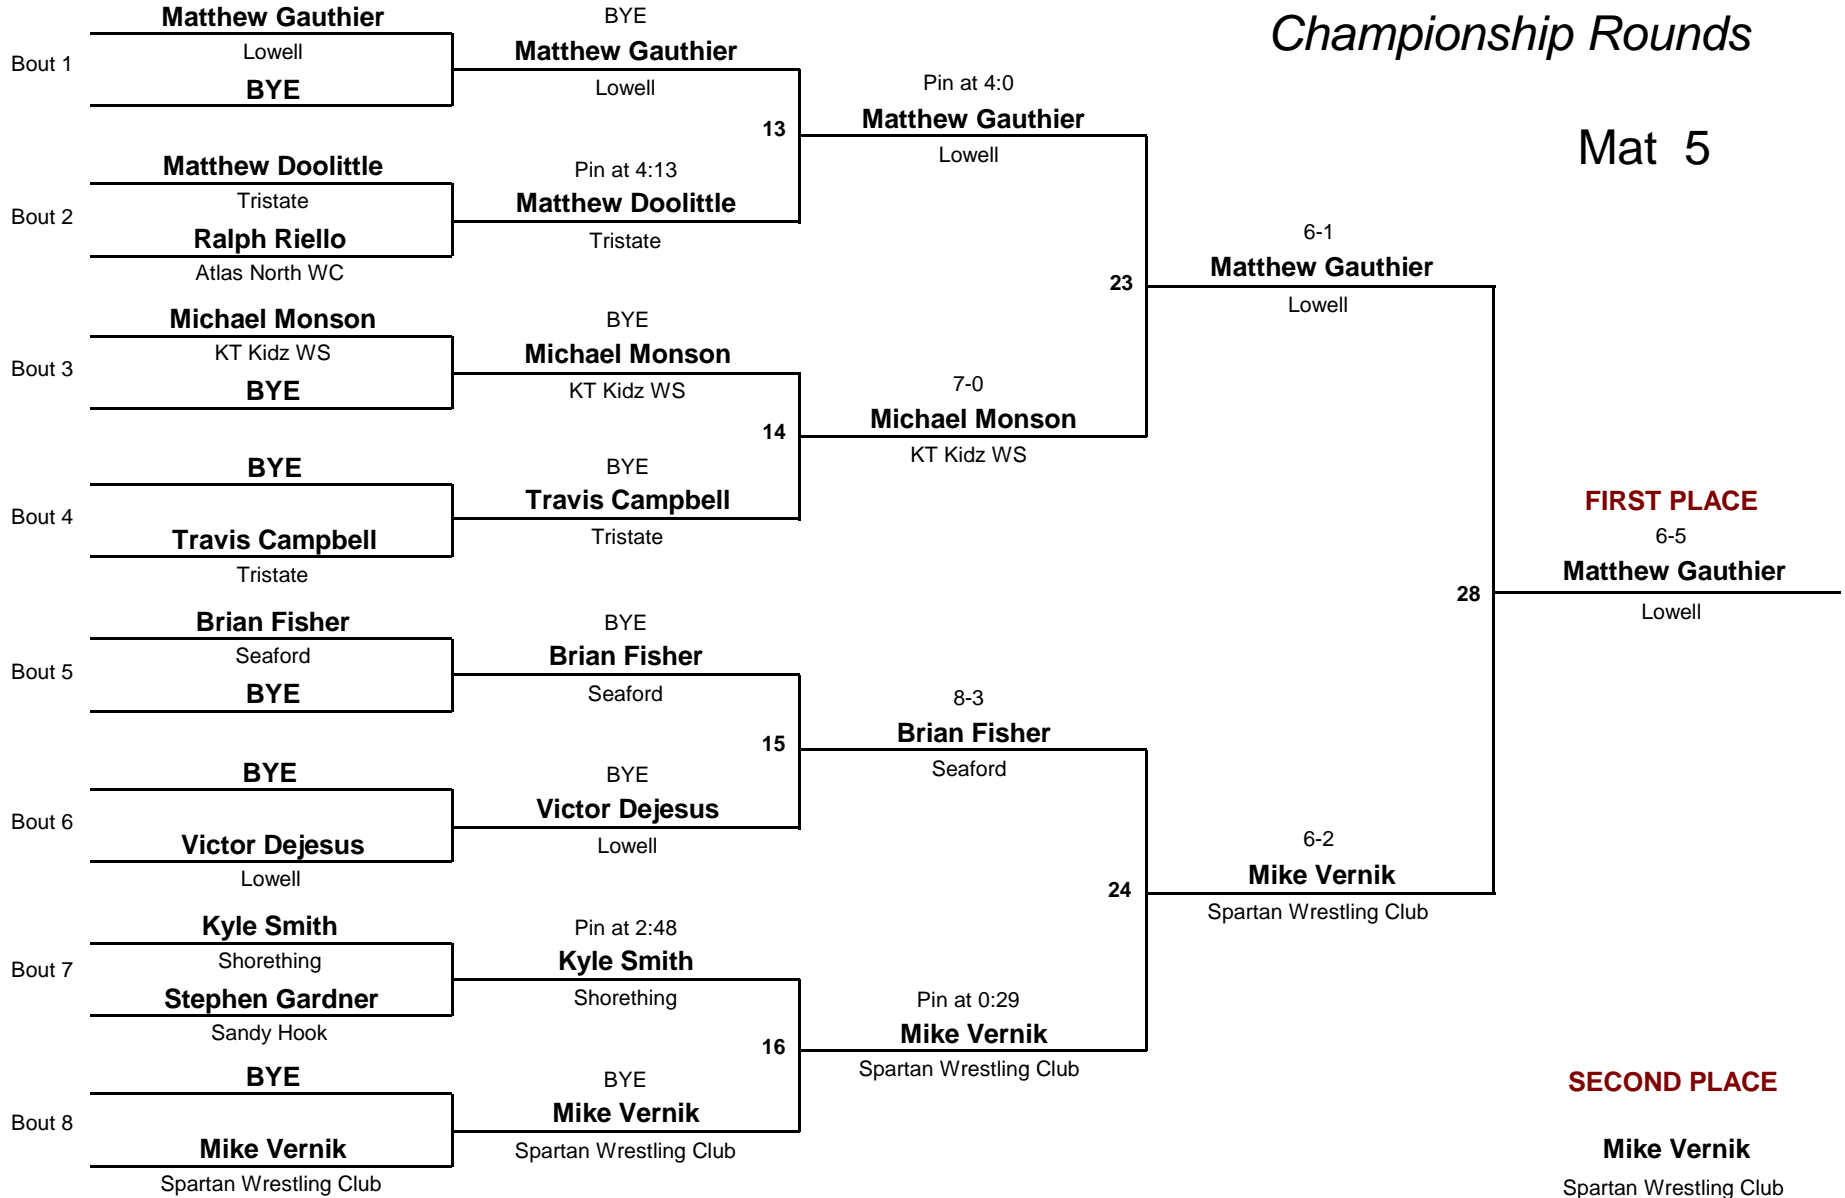 Championship Rounds
Mat 5
Bout 1
Matthew Gauthier
Lowell
BYE
Bout 2
Matthew Doolittle
Tristate
Ralph Riello
Atlas North WC
Bout 3
Michael Monson
KT Kidz WS
BYE
Bout 4
BYE
Travis Campbell
Tristate
Bout 5
Brian Fisher
Seaford
BYE
Bout 6
BYE
Victor Dejesus
Lowell
Bout 7
Kyle Smith
Shorething
Stephen Gardner
Sandy Hook
Bout 8
BYE
Mike Vernik
Spartan Wrestling Club
BYE
Matthew Gauthier
Lowell
13
Pin at 4:13
Matthew Doolittle
Tristate
BYE
Michael Monson
KT Kidz WS
14
BYE
Travis Campbell
Tristate
BYE
Brian Fisher
Seaford
15
BYE
Victor Dejesus
Lowell
Pin at 2:48
Kyle Smith
Shorething
16
BYE
Mike Vernik
Spartan Wrestling Club
Pin at 4:0
Matthew Gauthier
Lowell
23
7-0
Michael Monson
KT Kidz WS
8-3
Brian Fisher
Seaford
24
Pin at 0:29
Mike Vernik
Spartan Wrestling Club
6-1
Matthew Gauthier
Lowell
28
6-2
Mike Vernik
Spartan Wrestling Club
FIRST PLACE
6-5
Matthew Gauthier
Lowell
SECOND PLACE
Mike Vernik
Spartan Wrestling Club